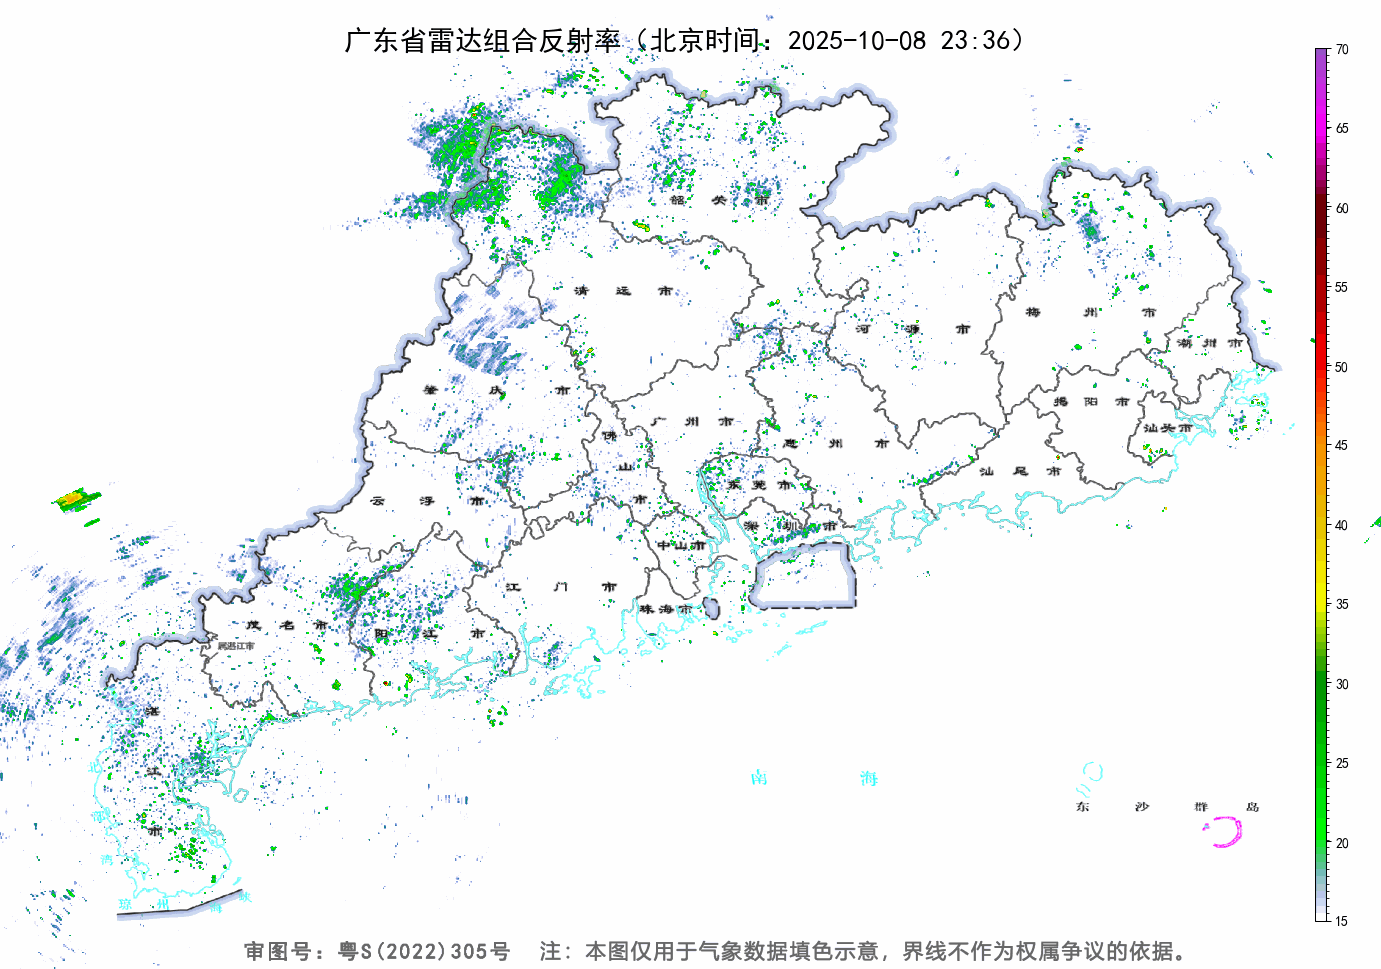 广东省雷达组合反射率（北京时间：2025-10-08 23:36）
70
65
60
55
50
45
40
35
30
25
20
15
韶关市
清远市
河源市
梅州市
潮州市
肇庆市
广州市
佛山市
惠州市
揭阳市
汕头市
汕尾市
云浮市
东莞市
深圳市
中山市
江门市
珠海市
茂名市
属湛江市
阳江市
湛江市
北部湾
琼州海峡
南海
东沙群岛
审图号：粤S(2022)305号 注：本图仅用于气象数据填色示意，界线不作为权属争议的依据。